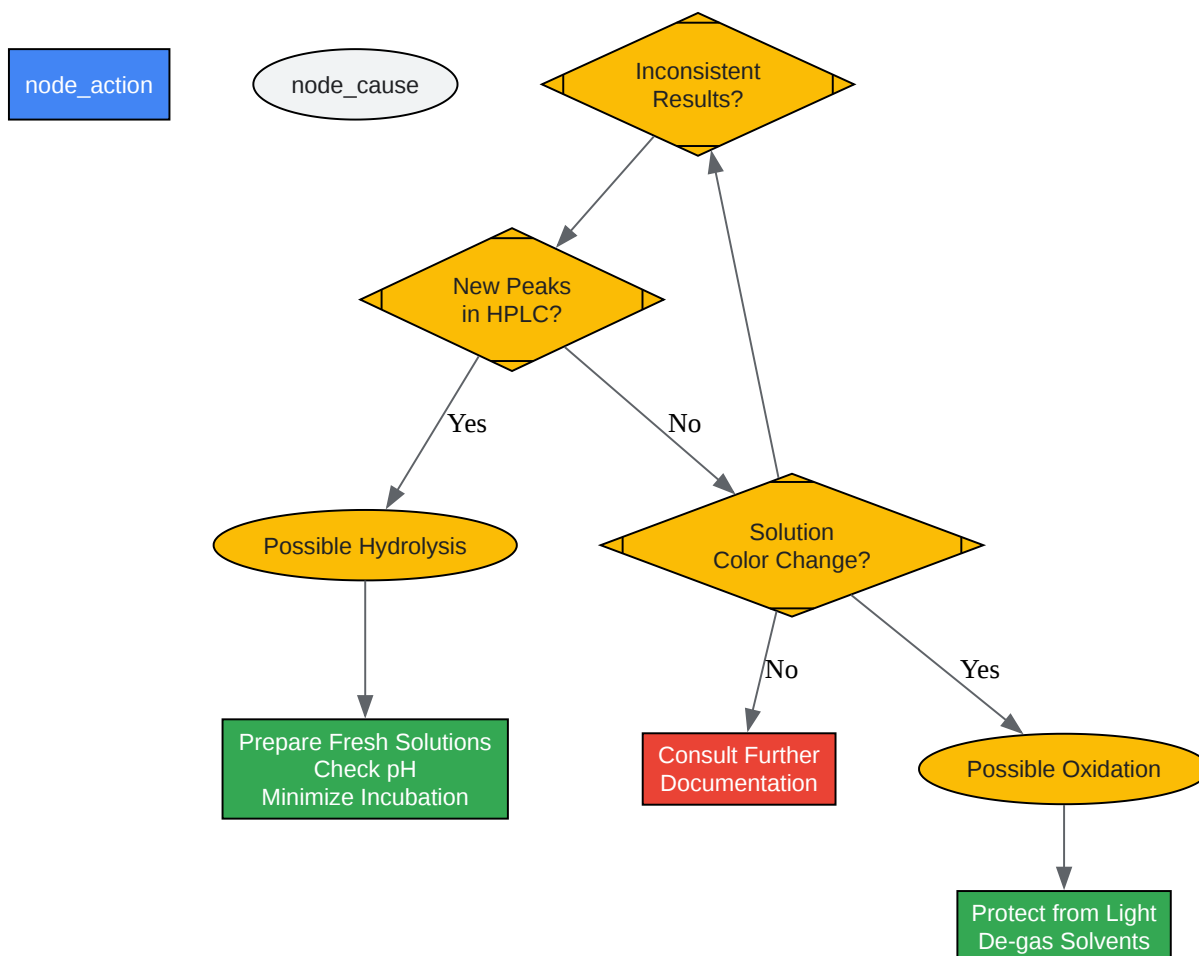 node_action
node_cause
Inconsistent
Results?
New Peaks
in HPLC?
Yes
No
Possible Hydrolysis
Solution
Color Change?
No
Yes
Prepare Fresh Solutions
Check pH
Minimize Incubation
Consult Further
Documentation
Possible Oxidation
Protect from Light
De-gas Solvents